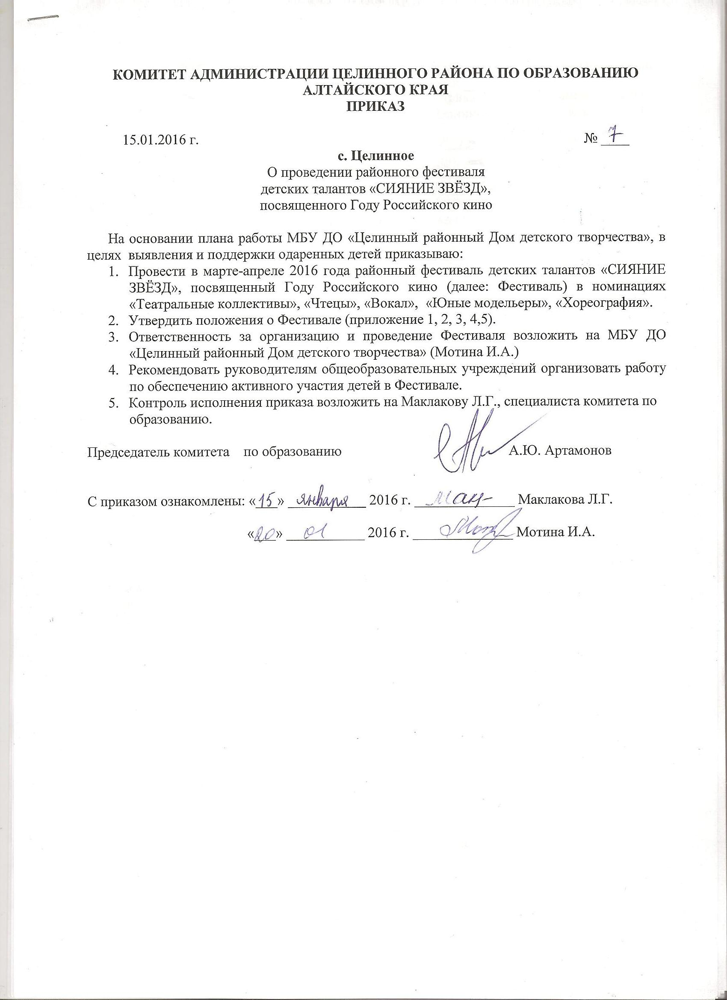 КОМИТЕТ АДМИНИСТРАЦИИ ЦЕЛИННОГО РАЙОНА ПО ОБРАЗОВАНИЮ
АЛТАЙСКОГО КРАЯ
ПРИКАЗ
15.01.2016 г. № 7
с. Целинное
О проведении районного фестиваля
детских талантов «СИЯНИЕ ЗВЁЗД»,
посвященного Году Российского кино
На основании плана работы МБУ ДО «Целинный районный Дом детского творчества», в
целях выявления и поддержки одаренных детей приказываю:
1. Провести в марте-апреле 2016 года районный фестиваль детских талантов «СИЯНИЕ
ЗВЁЗД», посвященный Году Российского кино (далее: Фестиваль) в номинациях
«Театральные коллективы», «Чтецы», «Вокал», «Юные модельеры», «Хореография».
2. Утвердить положения о Фестивале (приложение 1, 2, 3, 4,5).
3. Ответственность за организацию и проведение Фестиваля возложить на МБУ ДО
«Целинный районный Дом детского творчества» (Мотина И.А.)
4. Рекомендовать руководителям общеобразовательных учреждений организовать работу
по обеспечению активного участия детей в Фестивале.
5. Контроль исполнения приказа возложить на Маклакову Л.Г., специалиста комитета по
образованию.
Председатель комитета по образованию А.Ю. Артамонов
С приказом ознакомлены: «15» января 2016 г. Маклакова Л.Г.
«20» 01 2016 г. Мотина И.А.